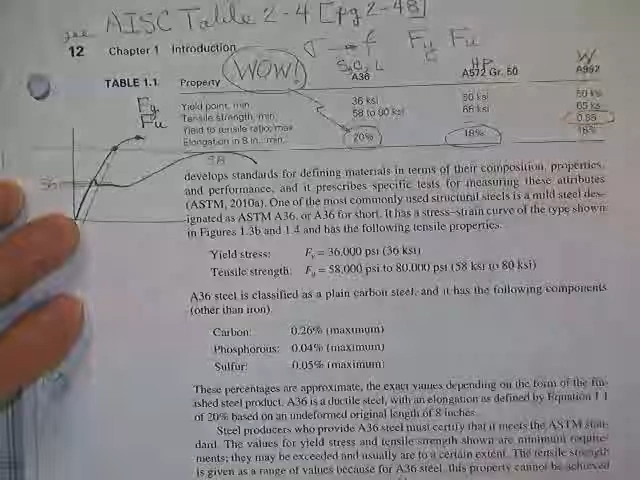 see AISC Table 2-4 [pg 2-48]
12 Chapter 1 Introduction
σ → f Fy Fu
WOW!
S, C, L HP W
TABLE 1.1 Property A36 A572 Gr. 50 A992
Fy Yield point, min. 36 ksi 50 ksi 50 ksi
Fu Tensile strength, min. 58 to 80 ksi 65 ksi 65 ksi
Yield to tensile ratio, max. 0.85
Elongation in 8 in., min. 20% 18% 18%
58
36
develops standards for defining materials in terms of their composition, properties,
and performance, and it prescribes specific tests for measuring these attributes
(ASTM, 2010a). One of the most commonly used structural steels is a mild steel des-
ignated as ASTM A36, or A36 for short. It has a stress–strain curve of the type shown
in Figures 1.3b and 1.4 and has the following tensile properties.
Yield stress: Fy = 36,000 psi (36 ksi)
Tensile strength: Fu = 58,000 psi to 80,000 psi (58 ksi to 80 ksi)
A36 steel is classified as a plain carbon steel, and it has the following components
(other than iron)
Carbon: 0.26% (maximum)
Phosphorous: 0.04% (maximum)
Sulfur: 0.05% (maximum)
These percentages are approximate, the exact values depending on the form of the fin-
ished steel product. A36 is a ductile steel, with an elongation as defined by Equation 1.1
of 20% based on an undeformed original length of 8 inches.
Steel producers who provide A36 steel must certify that it meets the ASTM stan-
dard. The values for yield stress and tensile strength shown are minimum require-
ments; they may be exceeded and usually are to a certain extent. The tensile strength
is given as a range of values because for A36 steel, this property cannot be achieved